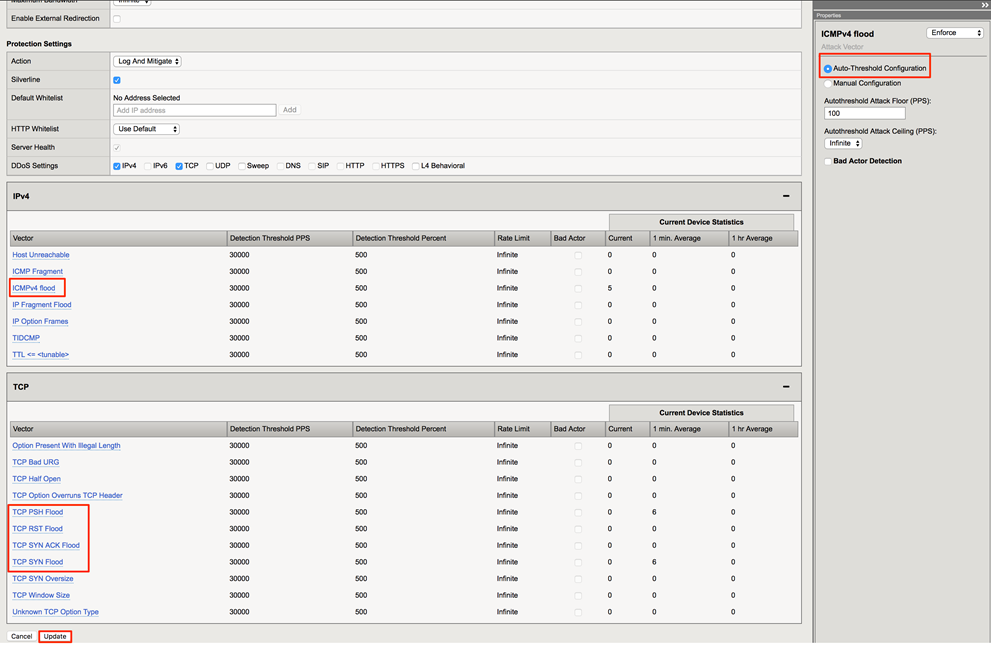 Maximum Bandwidth Infinite
Enable External Redirection
Protection Settings
Action Log And Mitigate
Silverline
Default Whitelist No Address Selected
Add IP address Add
HTTP Whitelist Use Default
Server Health
DDoS Settings IPv4 IPv6 TCP UDP Sweep DNS SIP HTTP HTTPS L4 Behavioral
IPv4 –
Current Device Statistics
Vector Detection Threshold PPS Detection Threshold Percent Rate Limit Bad Actor Current 1 min. Average 1 hr Average
Host Unreachable 30000 500 Infinite 0 0 0
ICMP Fragment 30000 500 Infinite 0 0 0
ICMPv4 flood 30000 500 Infinite 5 0 0
IP Fragment Flood 30000 500 Infinite 0 0 0
IP Option Frames 30000 500 Infinite 0 0 0
TIDCMP 30000 500 Infinite 0 0 0
TTL <= <tunable> 30000 500 Infinite 0 0 0
TCP –
Current Device Statistics
Vector Detection Threshold PPS Detection Threshold Percent Rate Limit Bad Actor Current 1 min. Average 1 hr Average
Option Present With Illegal Length 30000 500 Infinite 0 0 0
TCP Bad URG 30000 500 Infinite 0 0 0
TCP Half Open 30000 500 Infinite 0 0 0
TCP Option Overruns TCP Header 30000 500 Infinite 0 0 0
TCP PSH Flood 30000 500 Infinite 0 6 0
TCP RST Flood 30000 500 Infinite 0 0 0
TCP SYN ACK Flood 30000 500 Infinite 0 0 0
TCP SYN Flood 30000 500 Infinite 0 6 0
TCP SYN Oversize 30000 500 Infinite 0 0 0
TCP Window Size 30000 500 Infinite 0 0 0
Unknown TCP Option Type 30000 500 Infinite 0 0 0
Cancel Update
Properties
ICMPv4 flood Enforce
Attack Vector
Auto-Threshold Configuration
Manual Configuration
Autothreshold Attack Floor (PPS):
100
Autothreshold Attack Ceiling (PPS):
Infinite
Bad Actor Detection